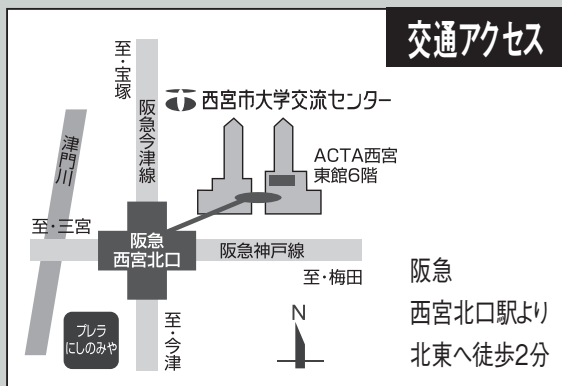 交通アクセス
至・宝塚
阪急今津線
西宮市大学交流センター
津門川
ACTA西宮
東館6階
至・三宮
阪急
西宮北口
阪急神戸線
至・梅田
プレラ
にしのみや
至・今津
N
阪急
西宮北口駅より
北東へ徒歩2分